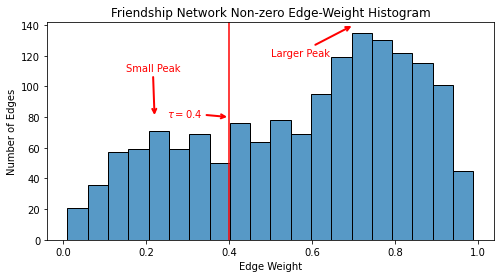 Friendship Network Non-zero Edge-Weight Histogram
140
120
100
80
60
40
20
0
Number of Edges
Small Peak
τ = 0.4
Larger Peak
0.0 0.2 0.4 0.6 0.8 1.0
Edge Weight